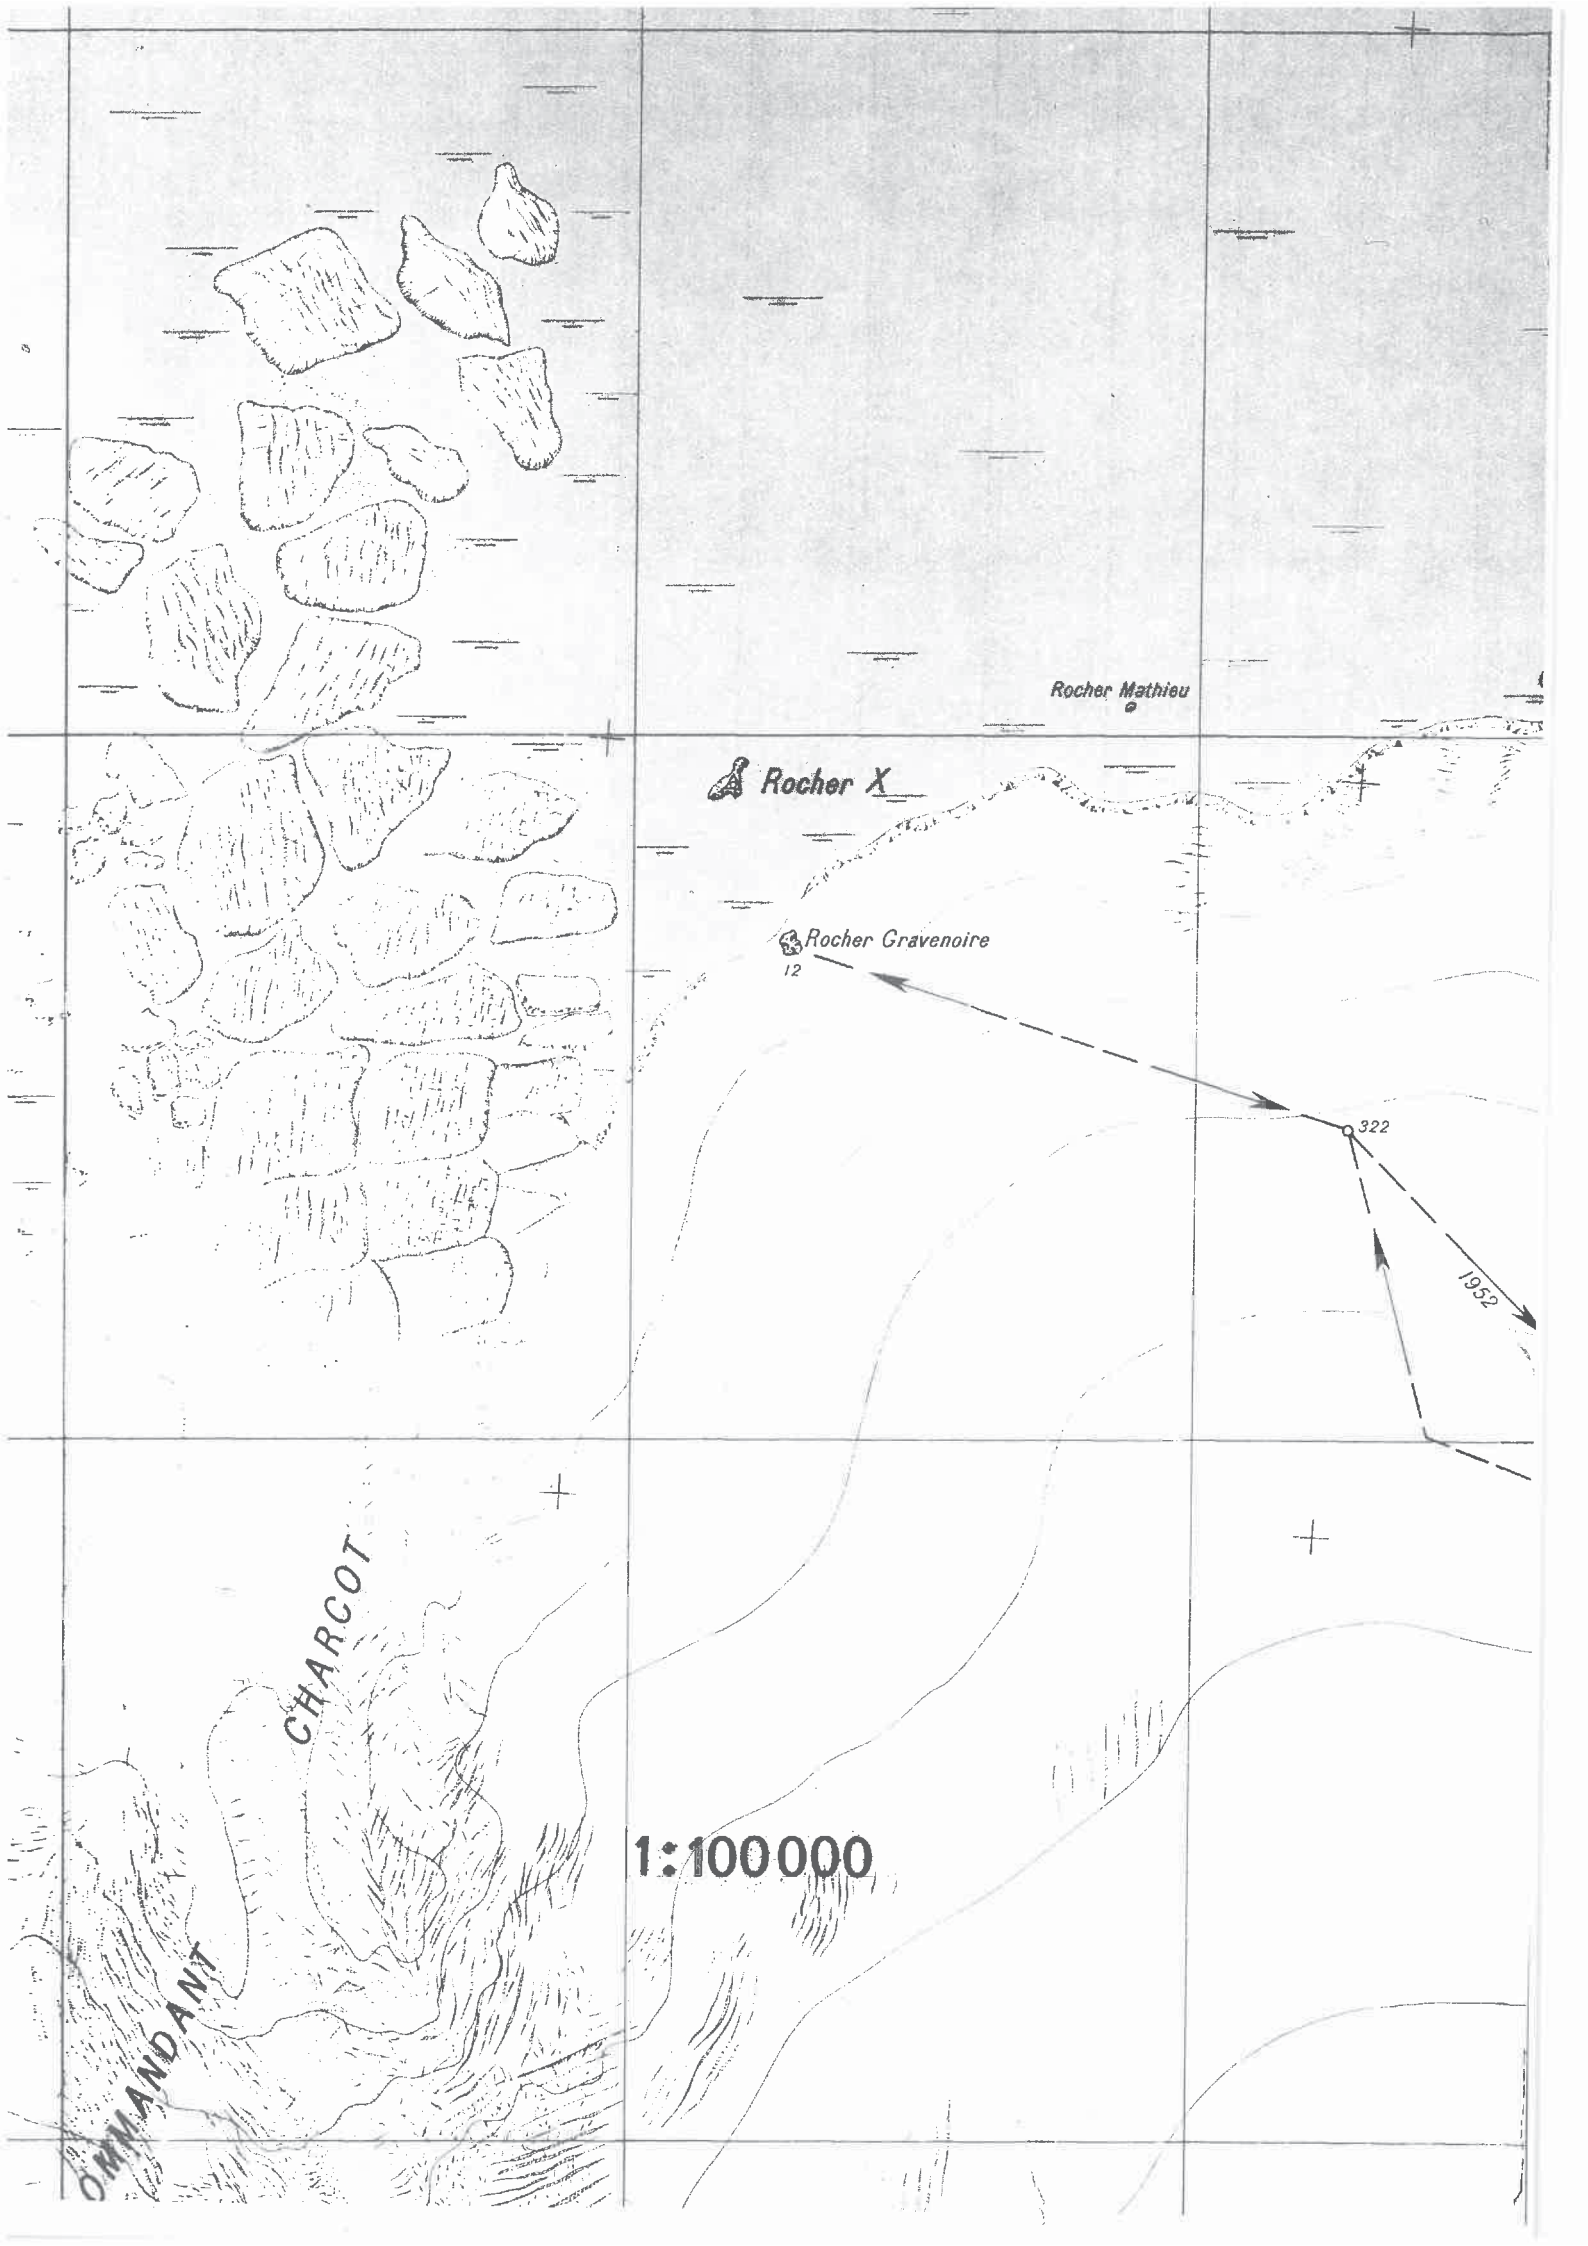 Rocher Mathieu
Rocher X
Rocher Gravenoire
12
322
1952
CHARCOT
1:100000
OMMANDANT